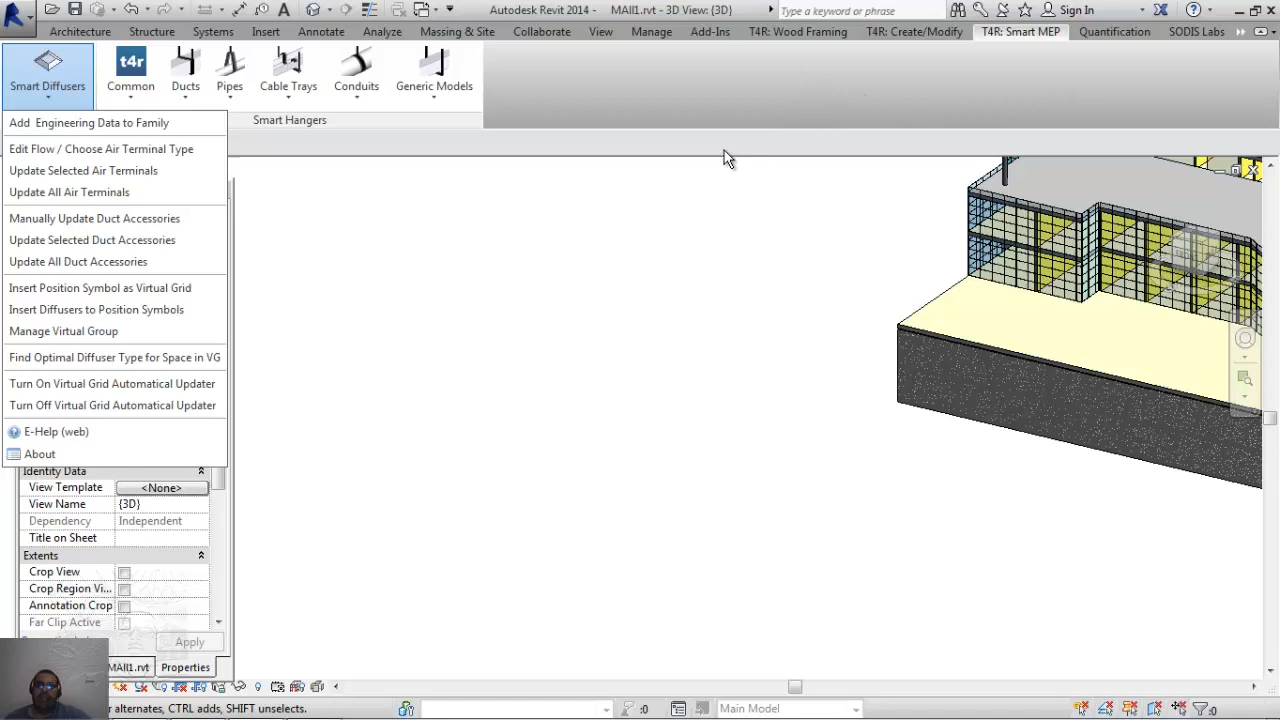 Autodesk Revit 2014 - MAll1.rvt - 3D View: {3D}
Type a keyword or phrase
Sign In
Architecture Structure Systems Insert Annotate Analyze Massing & Site Collaborate View Manage Add-Ins T4R: Wood Framing T4R: Create/Modify T4R: Smart MEP Quantification SODIS Labs
t4r
Smart Diffusers Common Ducts Pipes Cable Trays Conduits Generic Models
Smart Hangers
Add Engineering Data to Family
Edit Flow / Choose Air Terminal Type
Update Selected Air Terminals
Update All Air Terminals
Manually Update Duct Accessories
Update Selected Duct Accessories
Update All Duct Accessories
Insert Position Symbol as Virtual Grid
Insert Diffusers to Position Symbols
Manage Virtual Group
Find Optimal Diffuser Type for Space in VG
Turn On Virtual Grid Automatical Updater
Turn Off Virtual Grid Automatical Updater
E-Help (web)
About
Identity Data
View Template <None>
View Name {3D}
Dependency Independent
Title on Sheet
Extents
Crop View
Crop Region Vi...
Annotation Crop
Far Clip Active
Apply
MAll1.rvt Properties
alternates, CTRL adds, SHIFT unselects.
:0
Main Model
:0